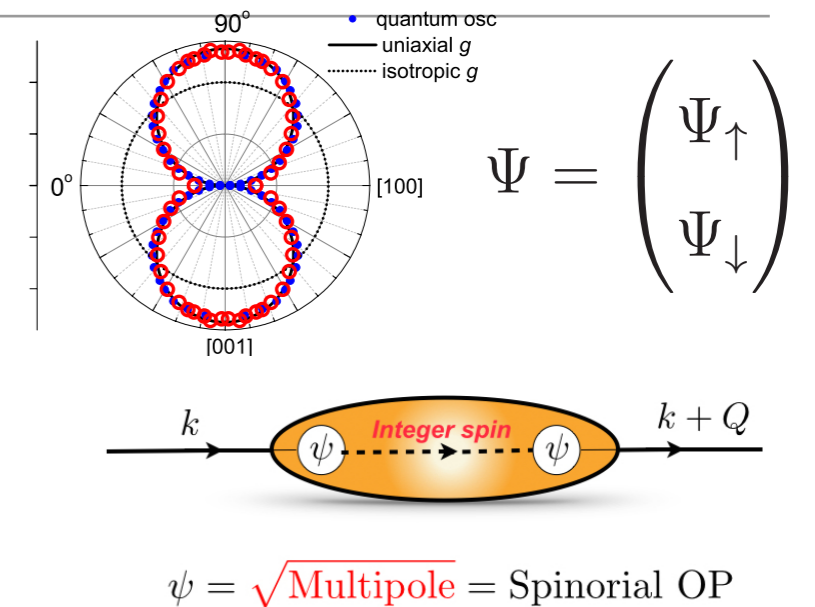 90°
quantum osc
uniaxial g
isotropic g
0°
[100]
[001]
Ψ = ( Ψ↑ Ψ↓ )
k
ψ
Integer spin
ψ
k + Q
ψ = √Multipole = Spinorial OP